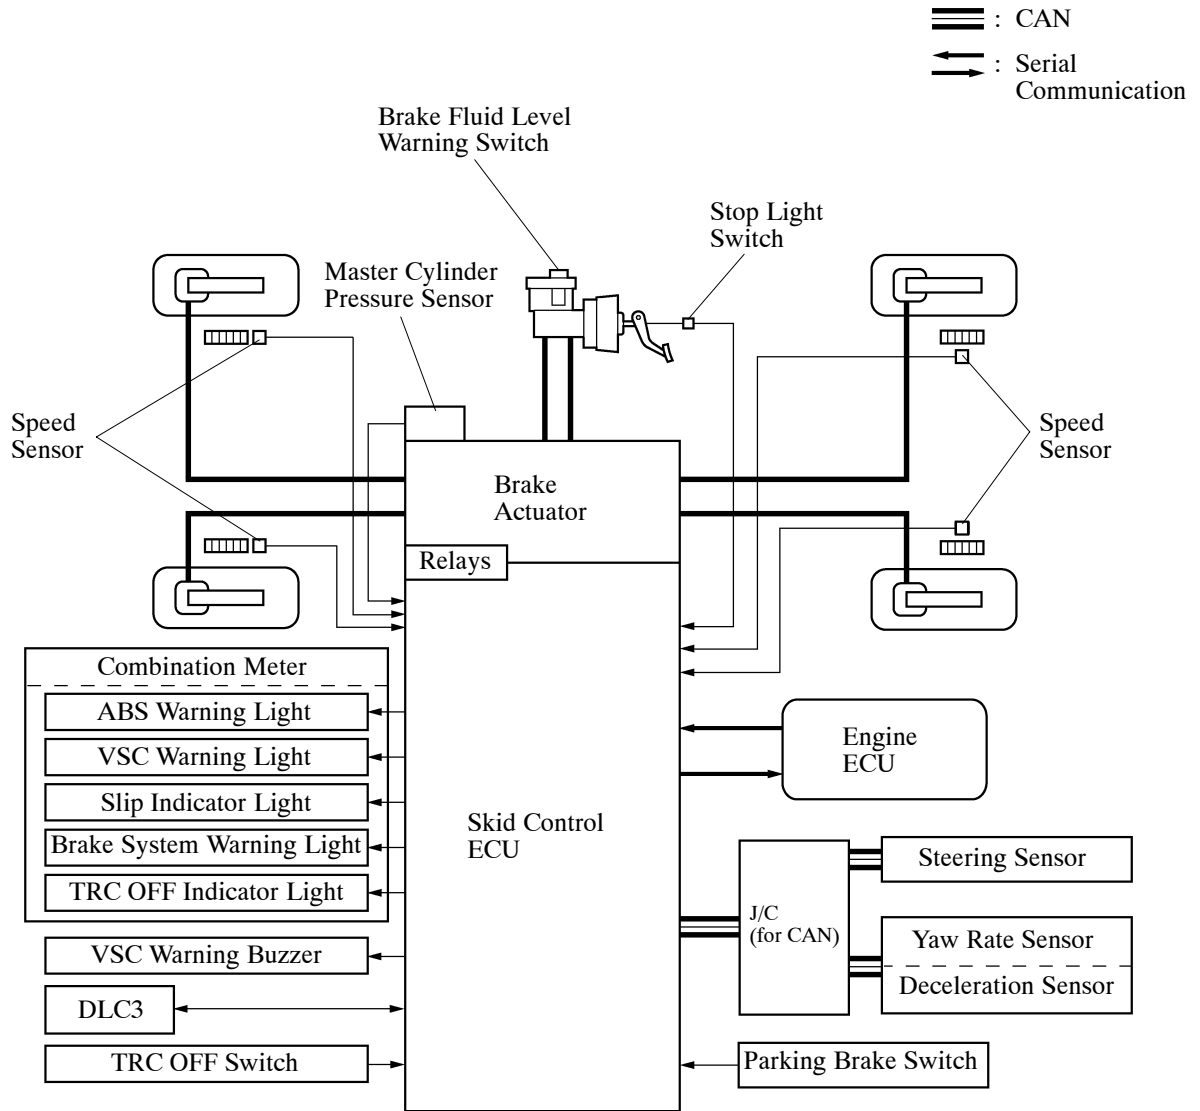 : CAN
: Serial
Communication
Brake Fluid Level
Warning Switch
Stop Light
Switch
Master Cylinder
Pressure Sensor
Speed
Sensor
Speed
Sensor
Brake
Actuator
Relays
Combination Meter
ABS Warning Light
VSC Warning Light
Slip Indicator Light
Brake System Warning Light
TRC OFF Indicator Light
VSC Warning Buzzer
DLC3
TRC OFF Switch
Skid Control
ECU
Engine
ECU
J/C
(for CAN)
Steering Sensor
Yaw Rate Sensor
Deceleration Sensor
Parking Brake Switch